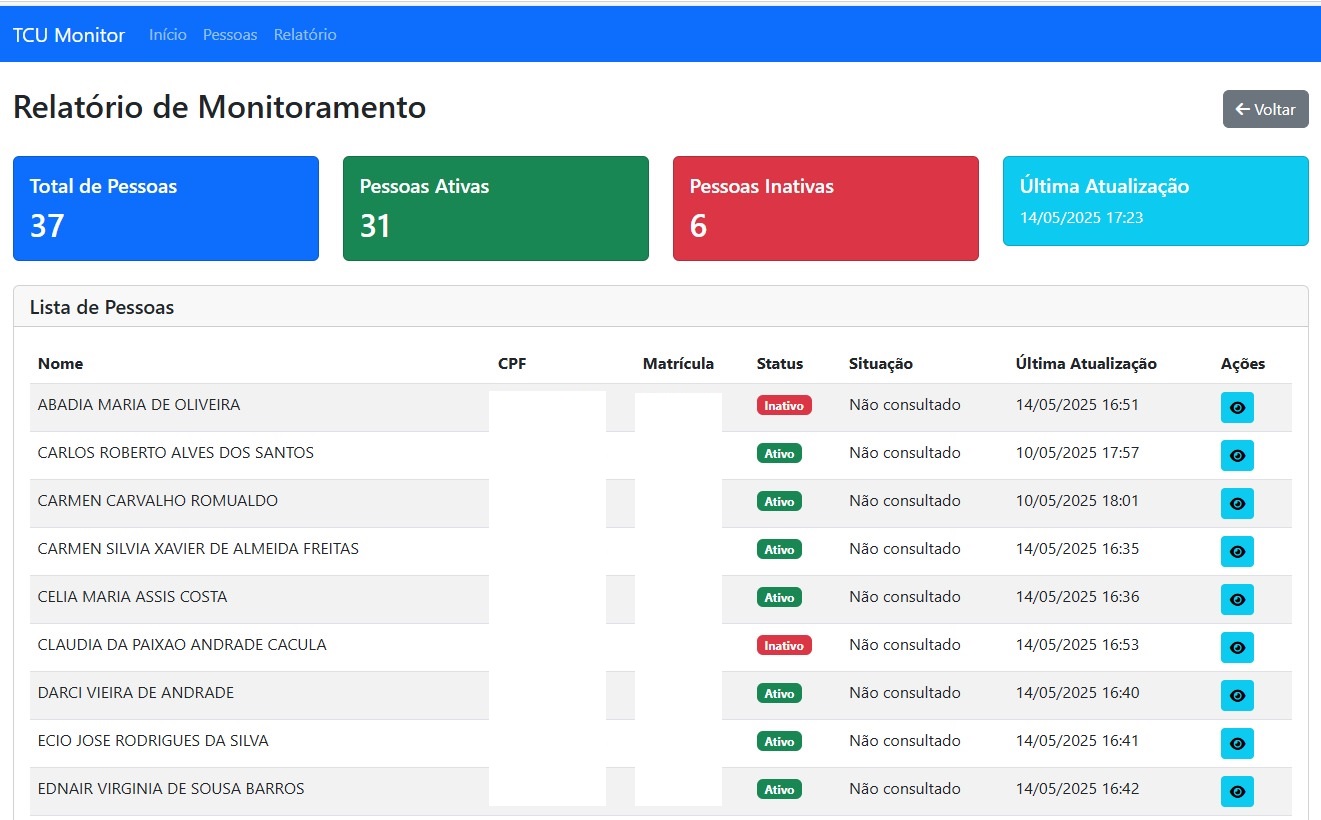 TCU Monitor Início Pessoas Relatório
Relatório de Monitoramento
Voltar
Total de Pessoas
37
Pessoas Ativas
31
Pessoas Inativas
6
Última Atualização
14/05/2025 17:23
Lista de Pessoas
Nome CPF Matrícula Status Situação Última Atualização Ações
ABADIA MARIA DE OLIVEIRA Inativo Não consultado 14/05/2025 16:51
CARLOS ROBERTO ALVES DOS SANTOS Ativo Não consultado 10/05/2025 17:57
CARMEN CARVALHO ROMUALDO Ativo Não consultado 10/05/2025 18:01
CARMEN SILVIA XAVIER DE ALMEIDA FREITAS Ativo Não consultado 14/05/2025 16:35
CELIA MARIA ASSIS COSTA Ativo Não consultado 14/05/2025 16:36
CLAUDIA DA PAIXAO ANDRADE CACULA Inativo Não consultado 14/05/2025 16:53
DARCI VIEIRA DE ANDRADE Ativo Não consultado 14/05/2025 16:40
ECIO JOSE RODRIGUES DA SILVA Ativo Não consultado 14/05/2025 16:41
EDNAIR VIRGINIA DE SOUSA BARROS Ativo Não consultado 14/05/2025 16:42